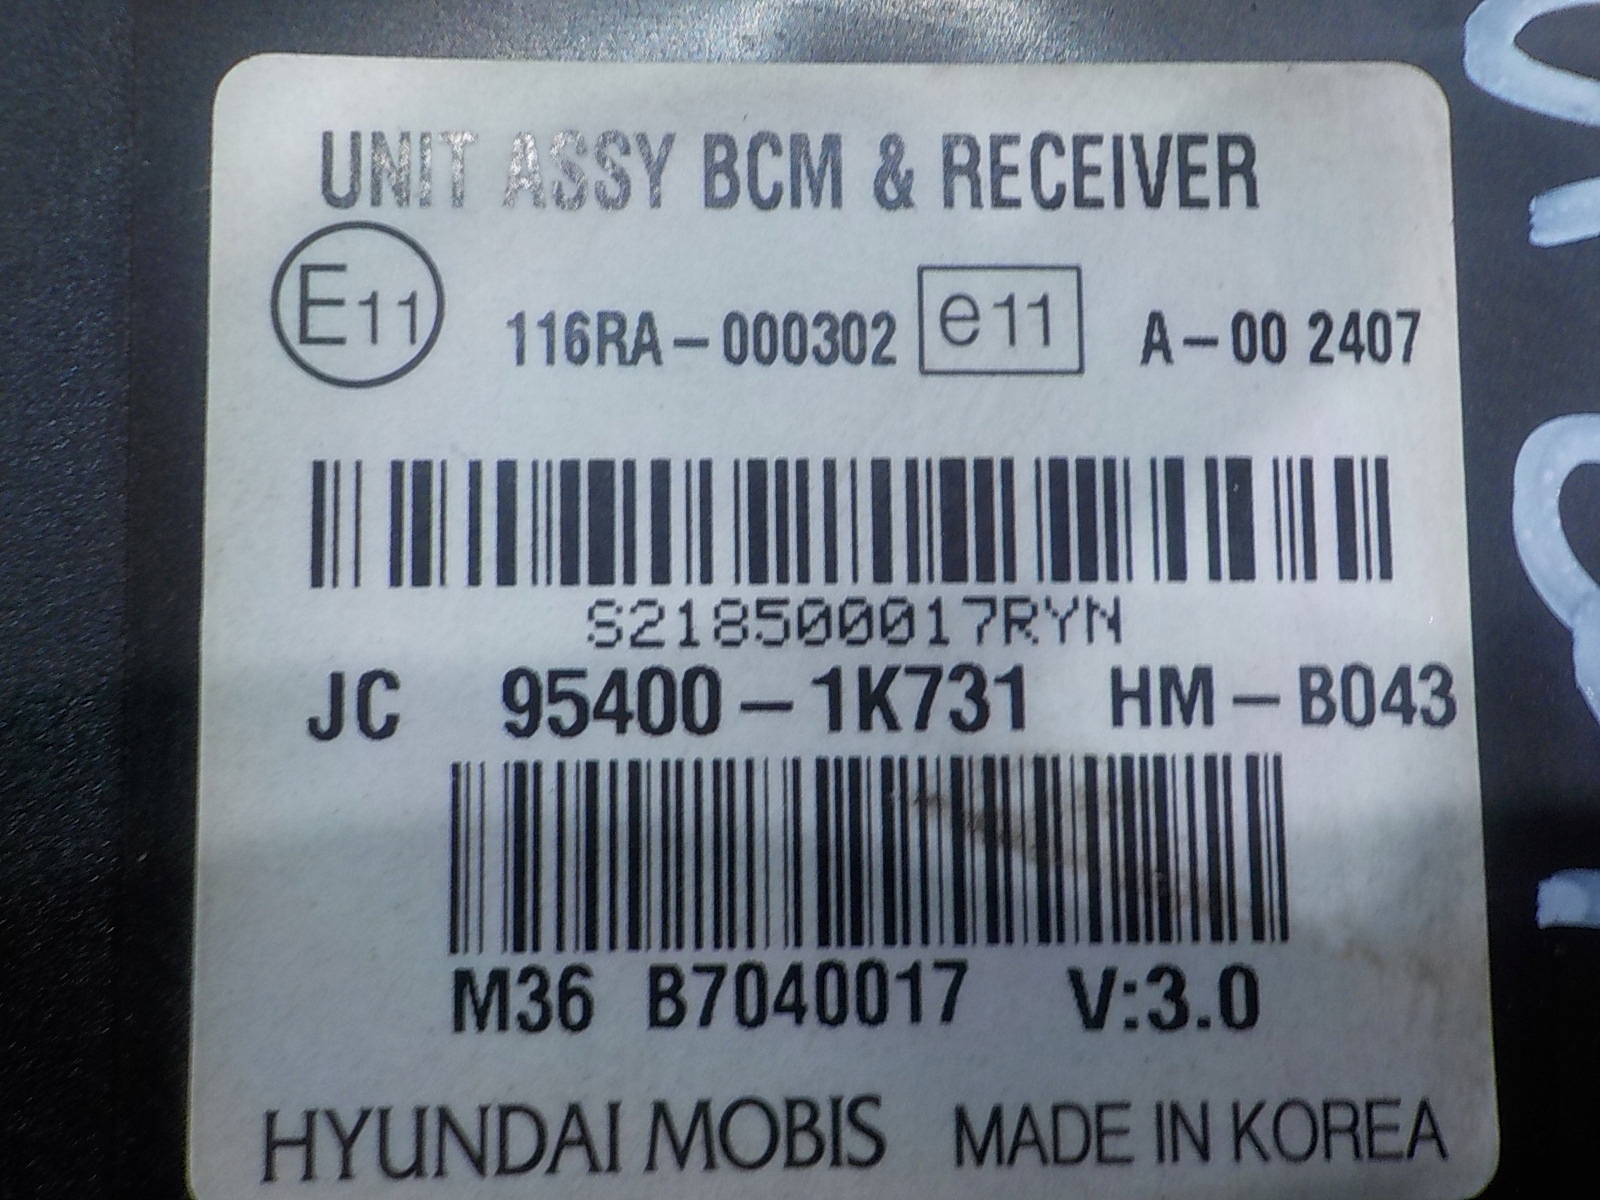 UNIT ASSY BCM & RECEIVER
E11 116RA-000302 e11 A-00 2407
S218500017RYN
JC 95400-1K731 HM-B043
M36 B7040017 V:3.0
HYUNDAI MOBIS MADE IN KOREA